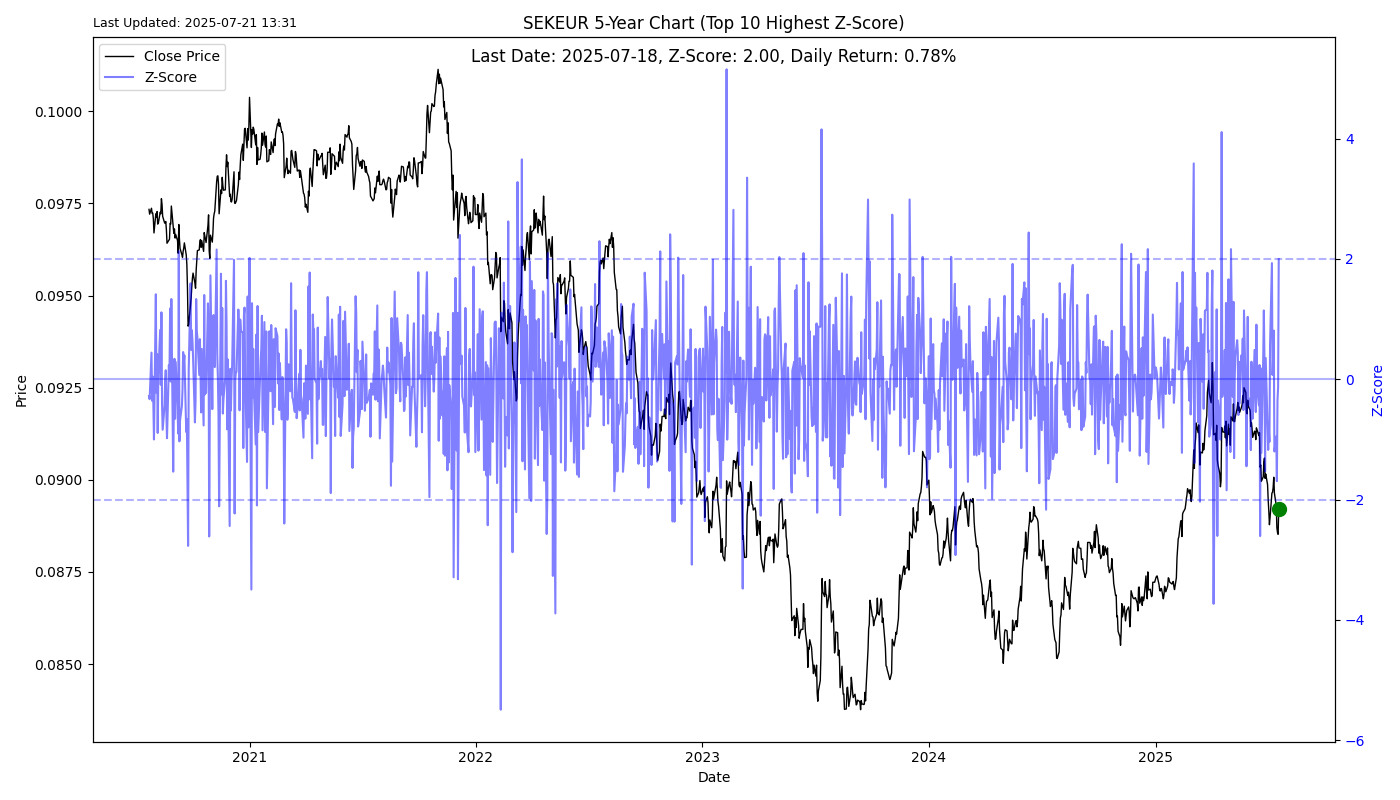 Last Updated: 2025-07-21 13:31
SEKEUR 5-Year Chart (Top 10 Highest Z-Score)
Last Date: 2025-07-18, Z-Score: 2.00, Daily Return: 0.78%
Close Price
Z-Score
0.1000
0.0975
0.0950
0.0925
0.0900
0.0875
0.0850
Price
4
2
0
−2
−4
−6
Z-Score
2021
2022
2023
2024
2025
Date